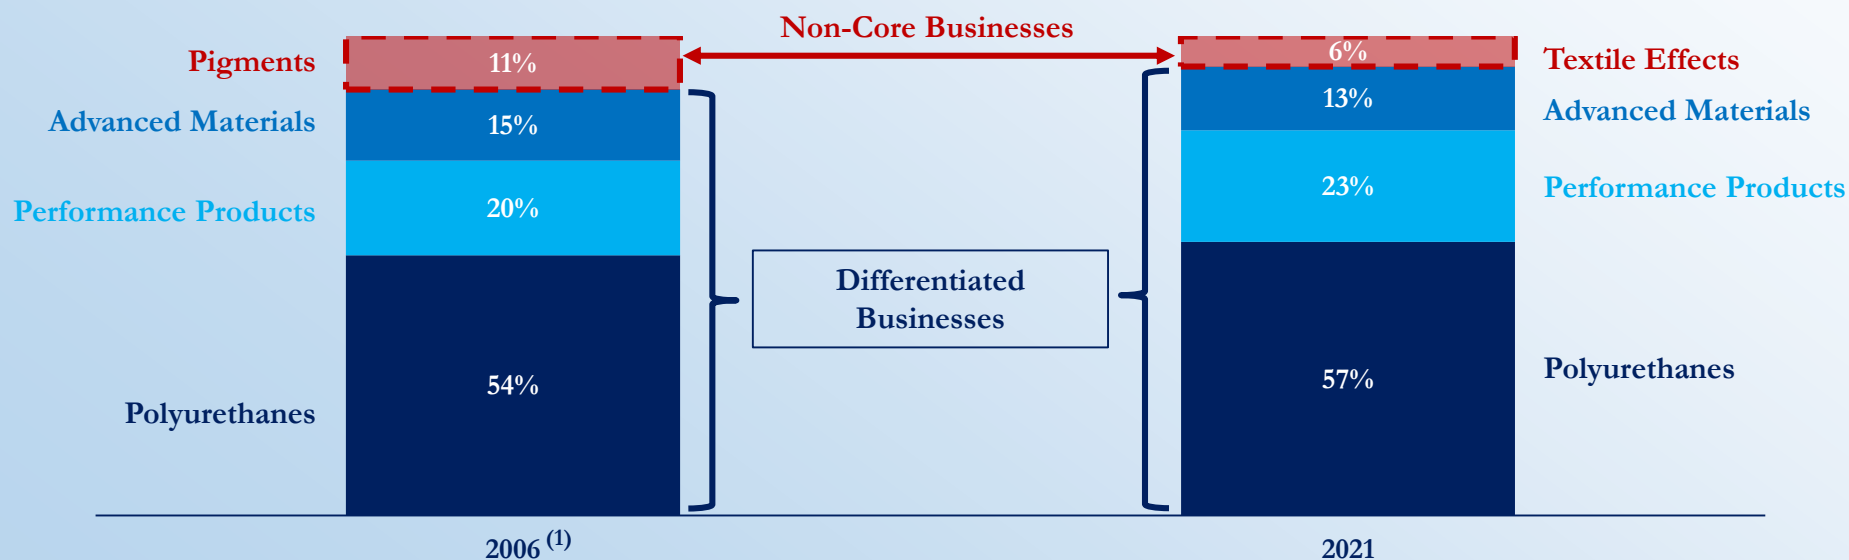 Non-Core Businesses
Pigments
11%
6%
Textile Effects
Advanced Materials
15%
13%
Advanced Materials
Performance Products
20%
23%
Performance Products
Differentiated
Businesses
Polyurethanes
54%
57%
Polyurethanes
2006 (1)
2021